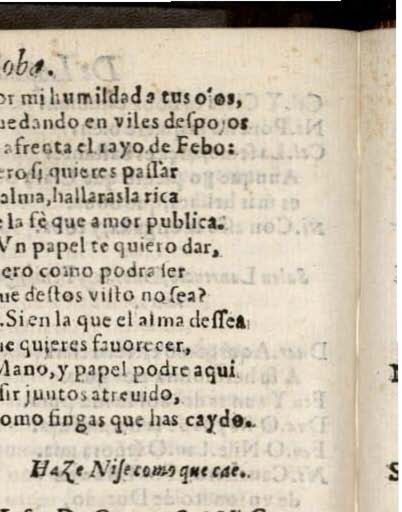 obo.
or mi humildad a tus ojos,
uedando en viles despojos
afrenta el rayo de Febo:
ero si quieres passar
alma, hallarasla rica
e la fè que amor publica.
Vn papel te quiero dar,
ero como podra ser
ue destos visto no sea?
.Si en la que el alma dessea
ue quieres fauorecer,
Mano, y papel podre aqui
sir juntos atreuido,
omo fingas que has caydo.
HaZe Nise como que cae.